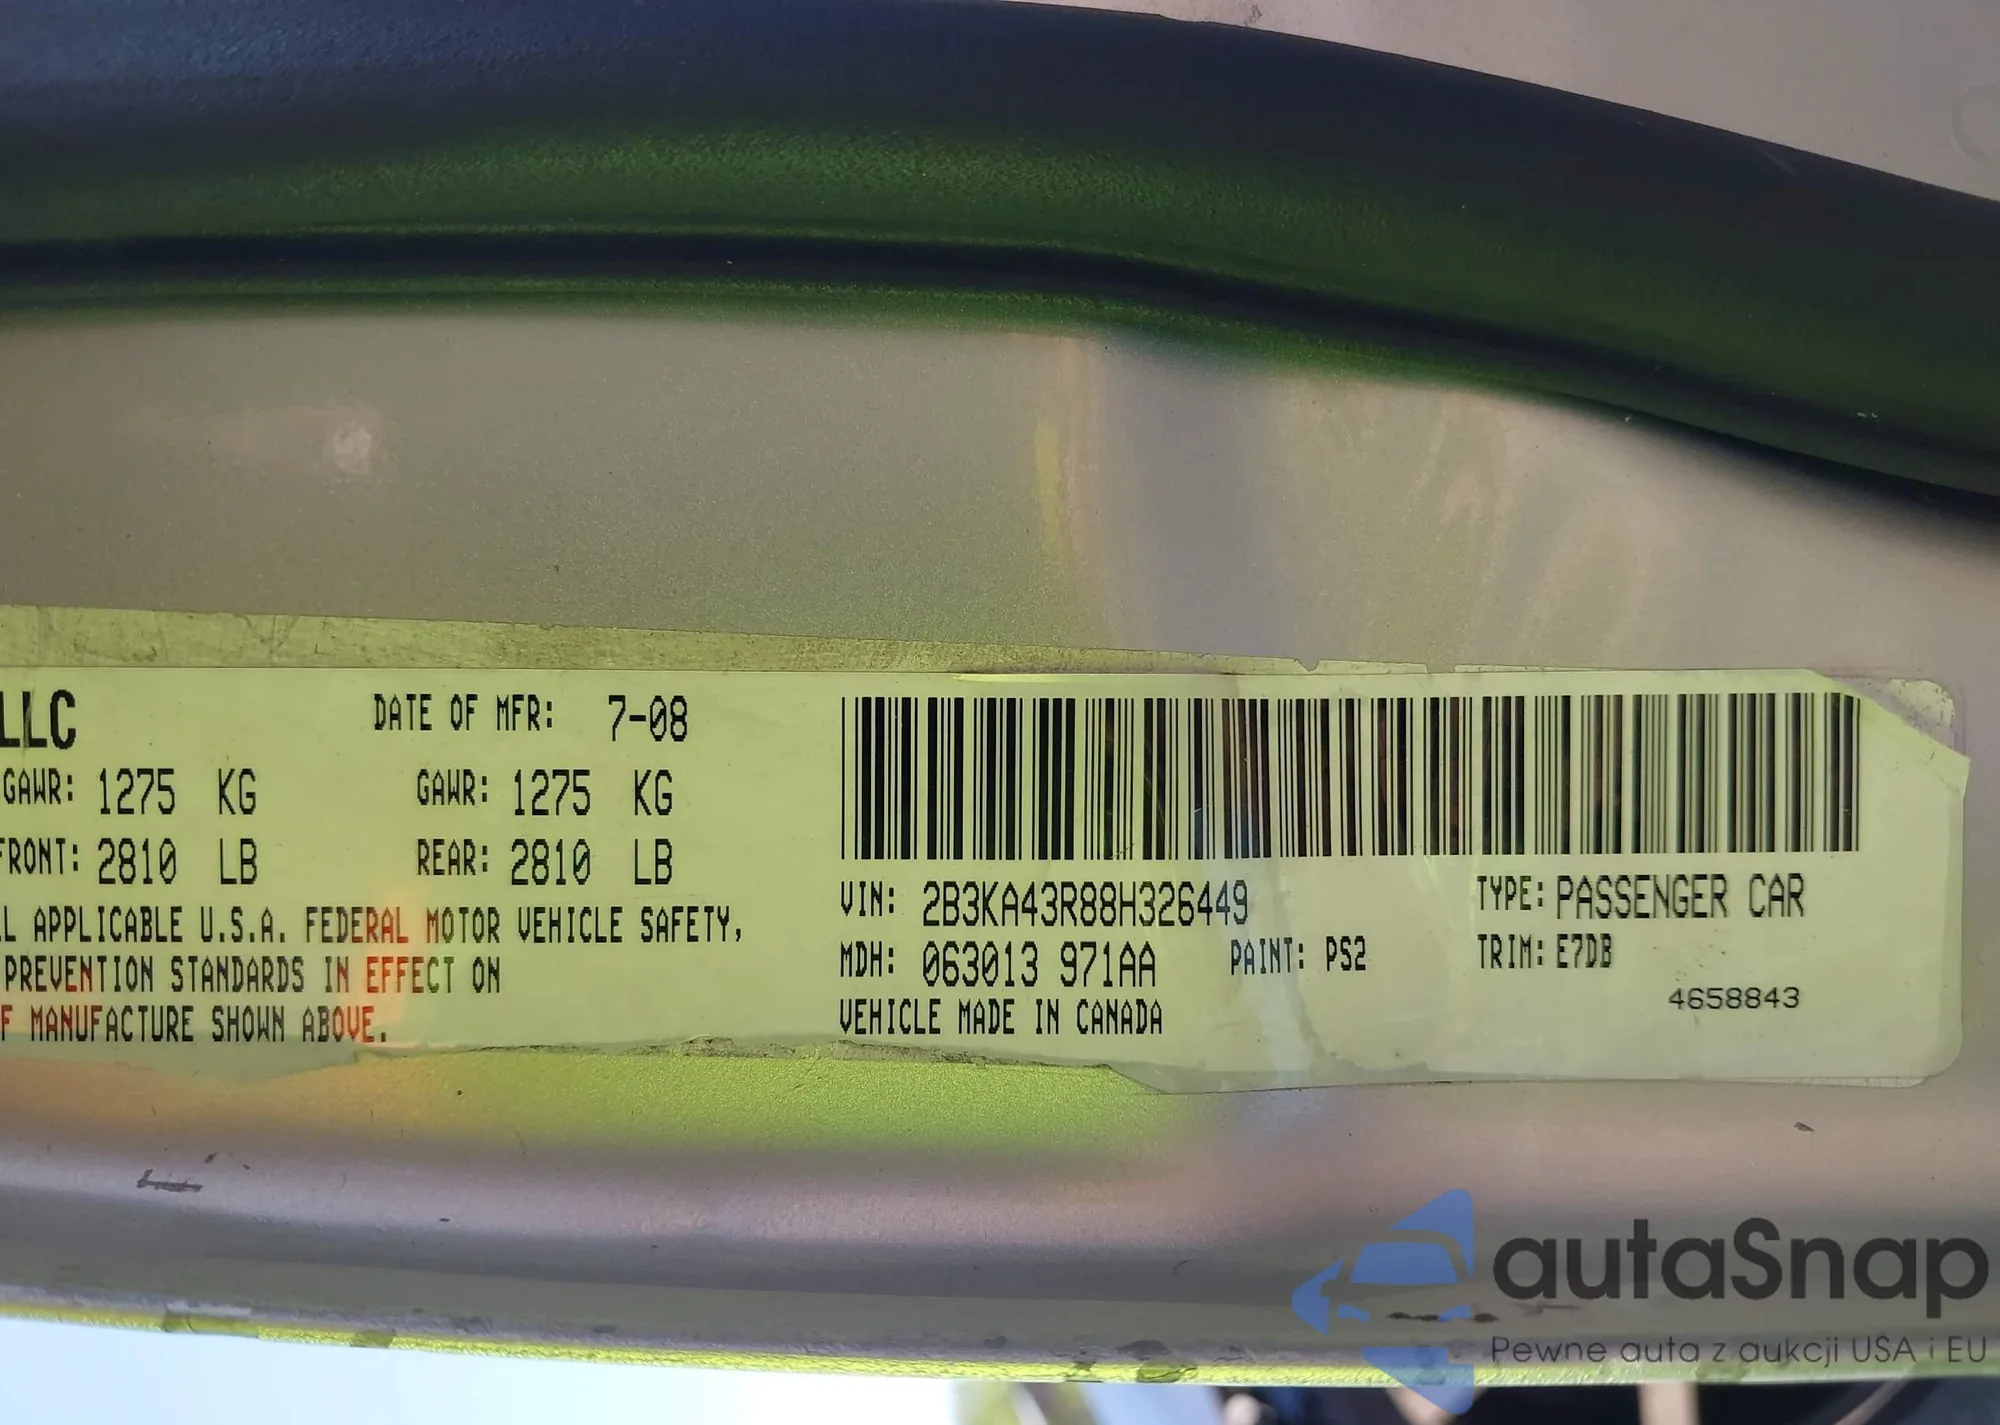 LLC DATE OF MFR: 7-08
GAWR: 1275 KG GAWR: 1275 KG
FRONT: 2810 LB REAR: 2810 LB
L APPLICABLE U.S.A. FEDERAL MOTOR VEHICLE SAFETY,
PREVENTION STANDARDS IN EFFECT ON
F MANUFACTURE SHOWN ABOVE.
VIN: 2B3KA43R88H326449 TYPE: PASSENGER CAR
MDH: 063013 971AA PAINT: PS2 TRIM: E7DB
VEHICLE MADE IN CANADA 4658843
autaSnap
Pewne auta z aukcji USA i EU